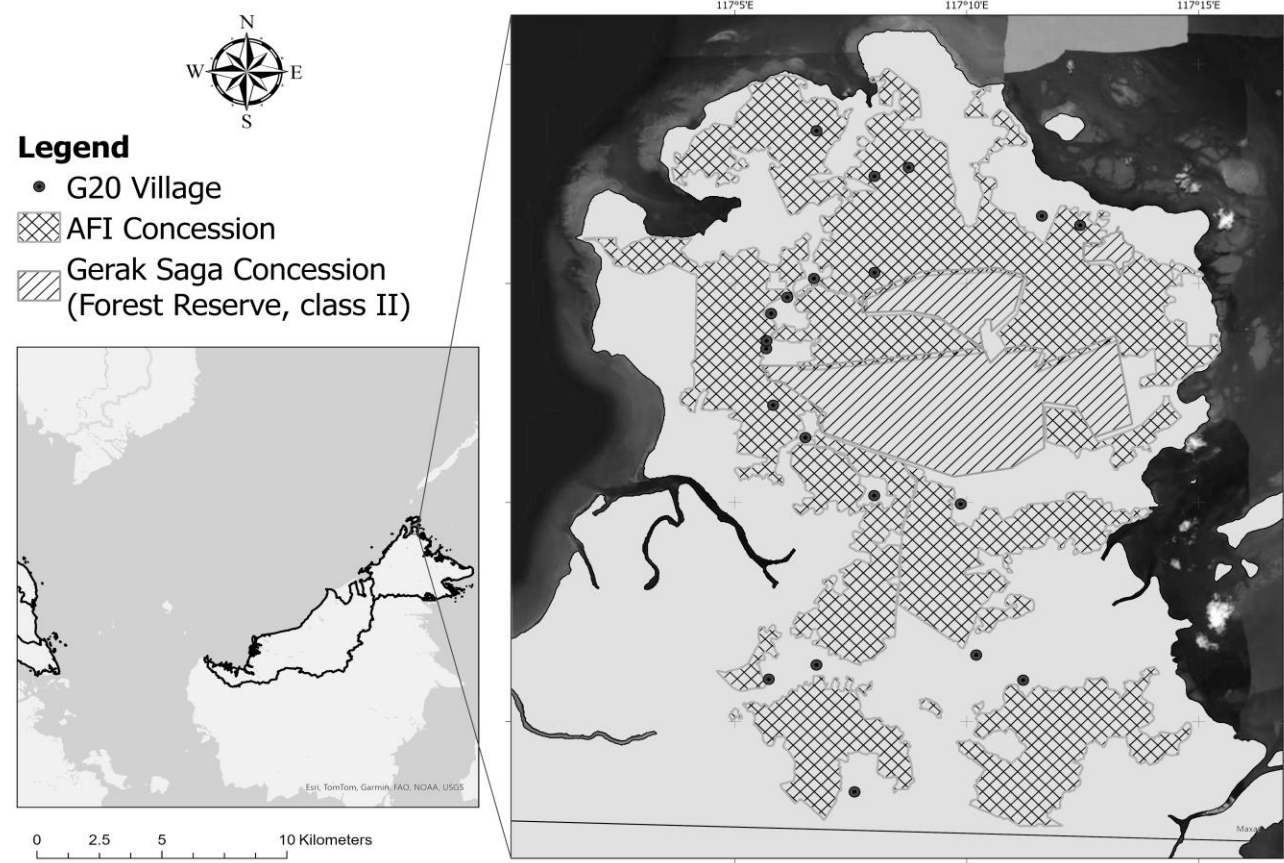 117°5'E 117°10'E 117°15'E
N
W E
S
Legend
G20 Village
AFI Concession
Gerak Saga Concession
(Forest Reserve, class II)
Esri, TomTom, Garmin, FAO, NOAA, USGS
0 2.5 5 10 Kilometers